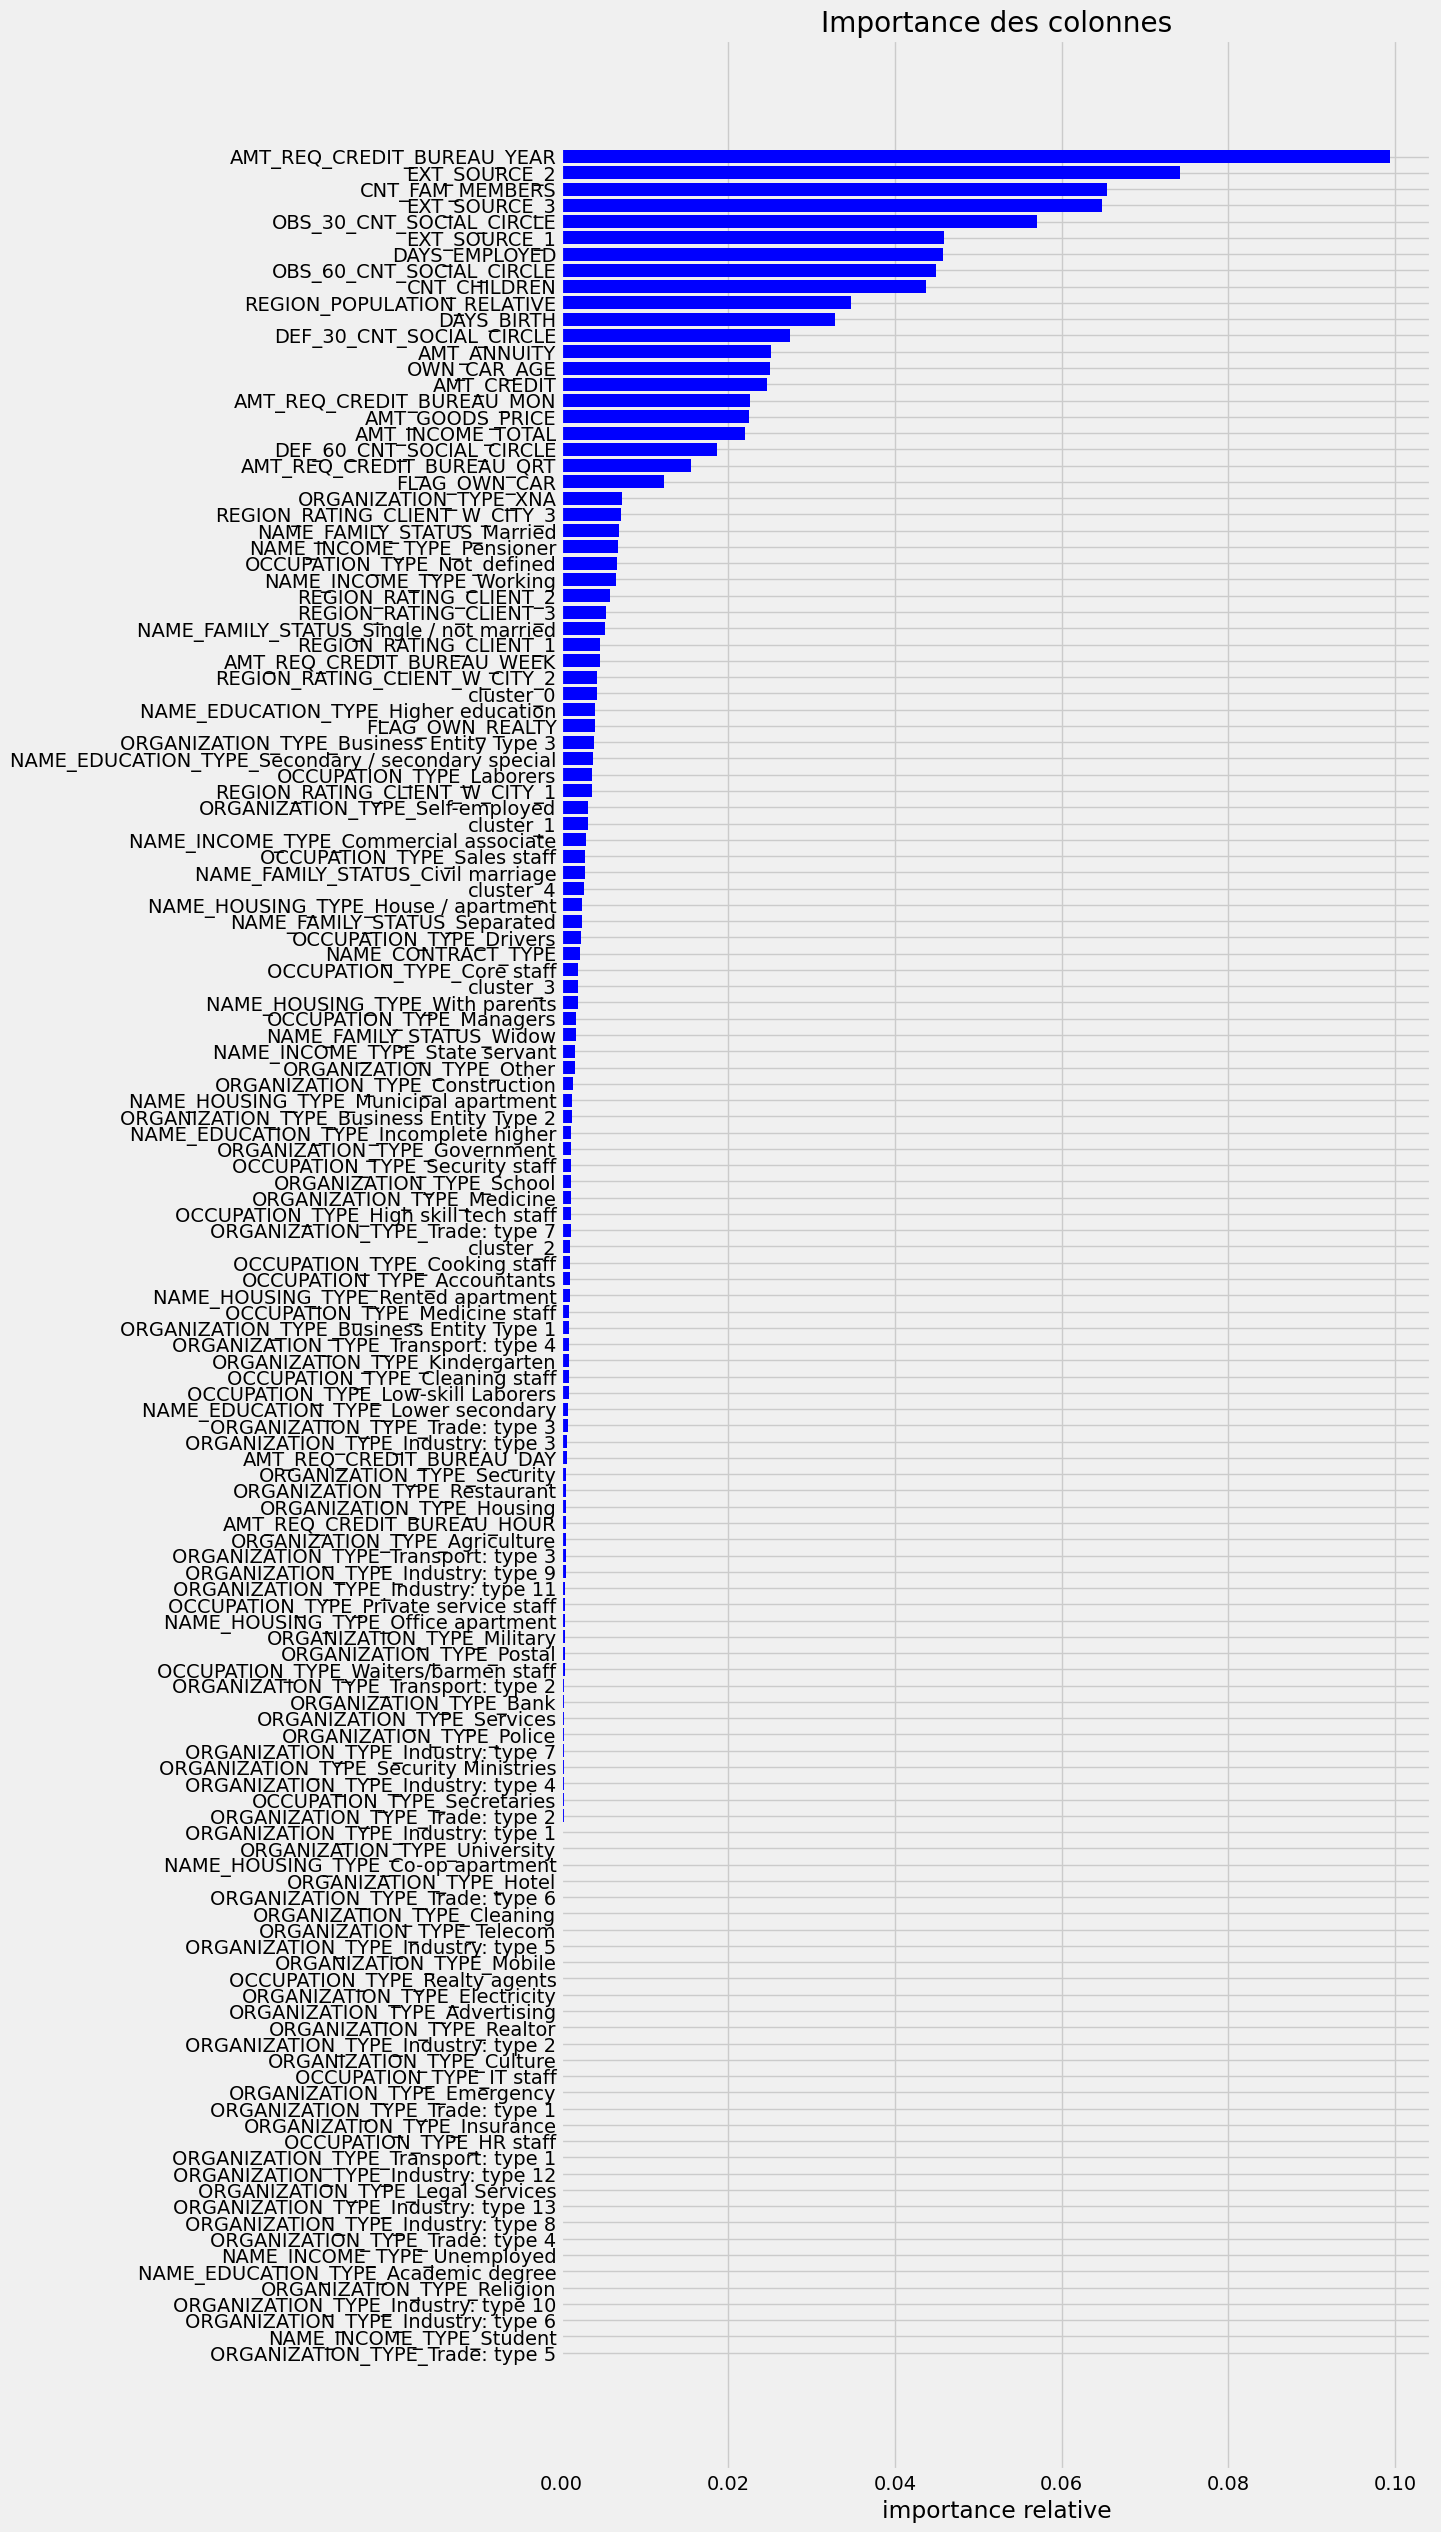 Importance des colonnes
AMT_REQ_CREDIT_BUREAU_YEAR
EXT_SOURCE_2
CNT_FAM_MEMBERS
EXT_SOURCE_3
OBS_30_CNT_SOCIAL_CIRCLE
EXT_SOURCE_1
DAYS_EMPLOYED
OBS_60_CNT_SOCIAL_CIRCLE
CNT_CHILDREN
REGION_POPULATION_RELATIVE
DAYS_BIRTH
DEF_30_CNT_SOCIAL_CIRCLE
AMT_ANNUITY
OWN_CAR_AGE
AMT_CREDIT
AMT_REQ_CREDIT_BUREAU_MON
AMT_GOODS_PRICE
AMT_INCOME_TOTAL
DEF_60_CNT_SOCIAL_CIRCLE
AMT_REQ_CREDIT_BUREAU_QRT
FLAG_OWN_CAR
ORGANIZATION_TYPE_XNA
REGION_RATING_CLIENT_W_CITY_3
NAME_FAMILY_STATUS_Married
NAME_INCOME_TYPE_Pensioner
OCCUPATION_TYPE_Not_defined
NAME_INCOME_TYPE_Working
REGION_RATING_CLIENT_2
REGION_RATING_CLIENT_3
NAME_FAMILY_STATUS_Single / not married
REGION_RATING_CLIENT_1
AMT_REQ_CREDIT_BUREAU_WEEK
REGION_RATING_CLIENT_W_CITY_2
cluster_0
NAME_EDUCATION_TYPE_Higher education
FLAG_OWN_REALTY
ORGANIZATION_TYPE_Business Entity Type 3
NAME_EDUCATION_TYPE_Secondary / secondary special
OCCUPATION_TYPE_Laborers
REGION_RATING_CLIENT_W_CITY_1
ORGANIZATION_TYPE_Self-employed
cluster_1
NAME_INCOME_TYPE_Commercial associate
OCCUPATION_TYPE_Sales staff
NAME_FAMILY_STATUS_Civil marriage
cluster_4
NAME_HOUSING_TYPE_House / apartment
NAME_FAMILY_STATUS_Separated
OCCUPATION_TYPE_Drivers
NAME_CONTRACT_TYPE
OCCUPATION_TYPE_Core staff
cluster_3
NAME_HOUSING_TYPE_With parents
OCCUPATION_TYPE_Managers
NAME_FAMILY_STATUS_Widow
NAME_INCOME_TYPE_State servant
ORGANIZATION_TYPE_Other
ORGANIZATION_TYPE_Construction
NAME_HOUSING_TYPE_Municipal apartment
ORGANIZATION_TYPE_Business Entity Type 2
NAME_EDUCATION_TYPE_Incomplete higher
ORGANIZATION_TYPE_Government
OCCUPATION_TYPE_Security staff
ORGANIZATION_TYPE_School
ORGANIZATION_TYPE_Medicine
OCCUPATION_TYPE_High skill tech staff
ORGANIZATION_TYPE_Trade: type 7
cluster_2
OCCUPATION_TYPE_Cooking staff
OCCUPATION_TYPE_Accountants
NAME_HOUSING_TYPE_Rented apartment
OCCUPATION_TYPE_Medicine staff
ORGANIZATION_TYPE_Business Entity Type 1
ORGANIZATION_TYPE_Transport: type 4
ORGANIZATION_TYPE_Kindergarten
OCCUPATION_TYPE_Cleaning staff
OCCUPATION_TYPE_Low-skill Laborers
NAME_EDUCATION_TYPE_Lower secondary
ORGANIZATION_TYPE_Trade: type 3
ORGANIZATION_TYPE_Industry: type 3
AMT_REQ_CREDIT_BUREAU_DAY
ORGANIZATION_TYPE_Security
ORGANIZATION_TYPE_Restaurant
ORGANIZATION_TYPE_Housing
AMT_REQ_CREDIT_BUREAU_HOUR
ORGANIZATION_TYPE_Agriculture
ORGANIZATION_TYPE_Transport: type 3
ORGANIZATION_TYPE_Industry: type 9
ORGANIZATION_TYPE_Industry: type 11
OCCUPATION_TYPE_Private service staff
NAME_HOUSING_TYPE_Office apartment
ORGANIZATION_TYPE_Military
ORGANIZATION_TYPE_Postal
OCCUPATION_TYPE_Waiters/barmen staff
ORGANIZATION_TYPE_Transport: type 2
ORGANIZATION_TYPE_Bank
ORGANIZATION_TYPE_Services
ORGANIZATION_TYPE_Police
ORGANIZATION_TYPE_Industry: type 7
ORGANIZATION_TYPE_Security Ministries
ORGANIZATION_TYPE_Industry: type 4
OCCUPATION_TYPE_Secretaries
ORGANIZATION_TYPE_Trade: type 2
ORGANIZATION_TYPE_Industry: type 1
ORGANIZATION_TYPE_University
NAME_HOUSING_TYPE_Co-op apartment
ORGANIZATION_TYPE_Hotel
ORGANIZATION_TYPE_Trade: type 6
ORGANIZATION_TYPE_Cleaning
ORGANIZATION_TYPE_Telecom
ORGANIZATION_TYPE_Industry: type 5
ORGANIZATION_TYPE_Mobile
OCCUPATION_TYPE_Realty agents
ORGANIZATION_TYPE_Electricity
ORGANIZATION_TYPE_Advertising
ORGANIZATION_TYPE_Realtor
ORGANIZATION_TYPE_Industry: type 2
ORGANIZATION_TYPE_Culture
OCCUPATION_TYPE_IT staff
ORGANIZATION_TYPE_Emergency
ORGANIZATION_TYPE_Trade: type 1
ORGANIZATION_TYPE_Insurance
OCCUPATION_TYPE_HR staff
ORGANIZATION_TYPE_Transport: type 1
ORGANIZATION_TYPE_Industry: type 12
ORGANIZATION_TYPE_Legal Services
ORGANIZATION_TYPE_Industry: type 13
ORGANIZATION_TYPE_Industry: type 8
ORGANIZATION_TYPE_Trade: type 4
NAME_INCOME_TYPE_Unemployed
NAME_EDUCATION_TYPE_Academic degree
ORGANIZATION_TYPE_Religion
ORGANIZATION_TYPE_Industry: type 10
ORGANIZATION_TYPE_Industry: type 6
NAME_INCOME_TYPE_Student
ORGANIZATION_TYPE_Trade: type 5
0.00 0.02 0.04 0.06 0.08 0.10
importance relative